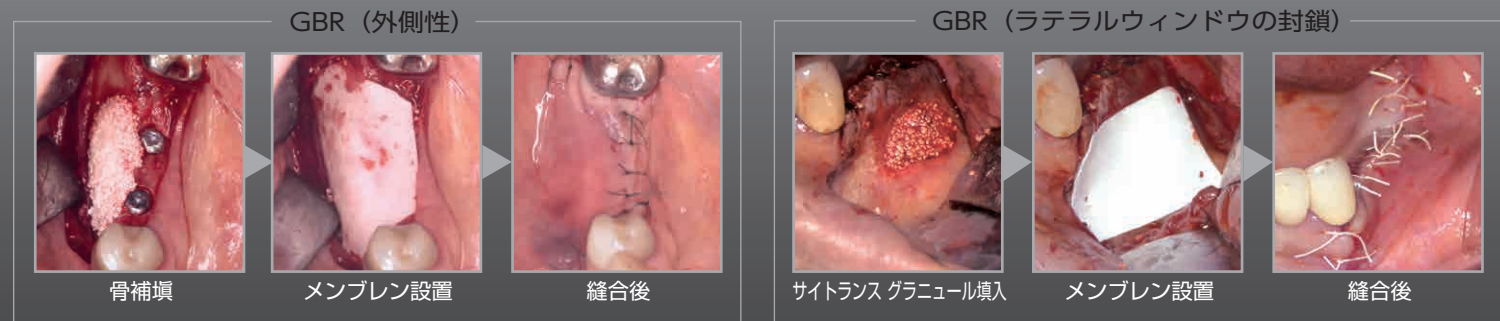 GBR（外側性）
骨補塡
メンブレン設置
縫合後
GBR（ラテラルウィンドウの封鎖）
サイトランス グラニュール填入
メンブレン設置
縫合後